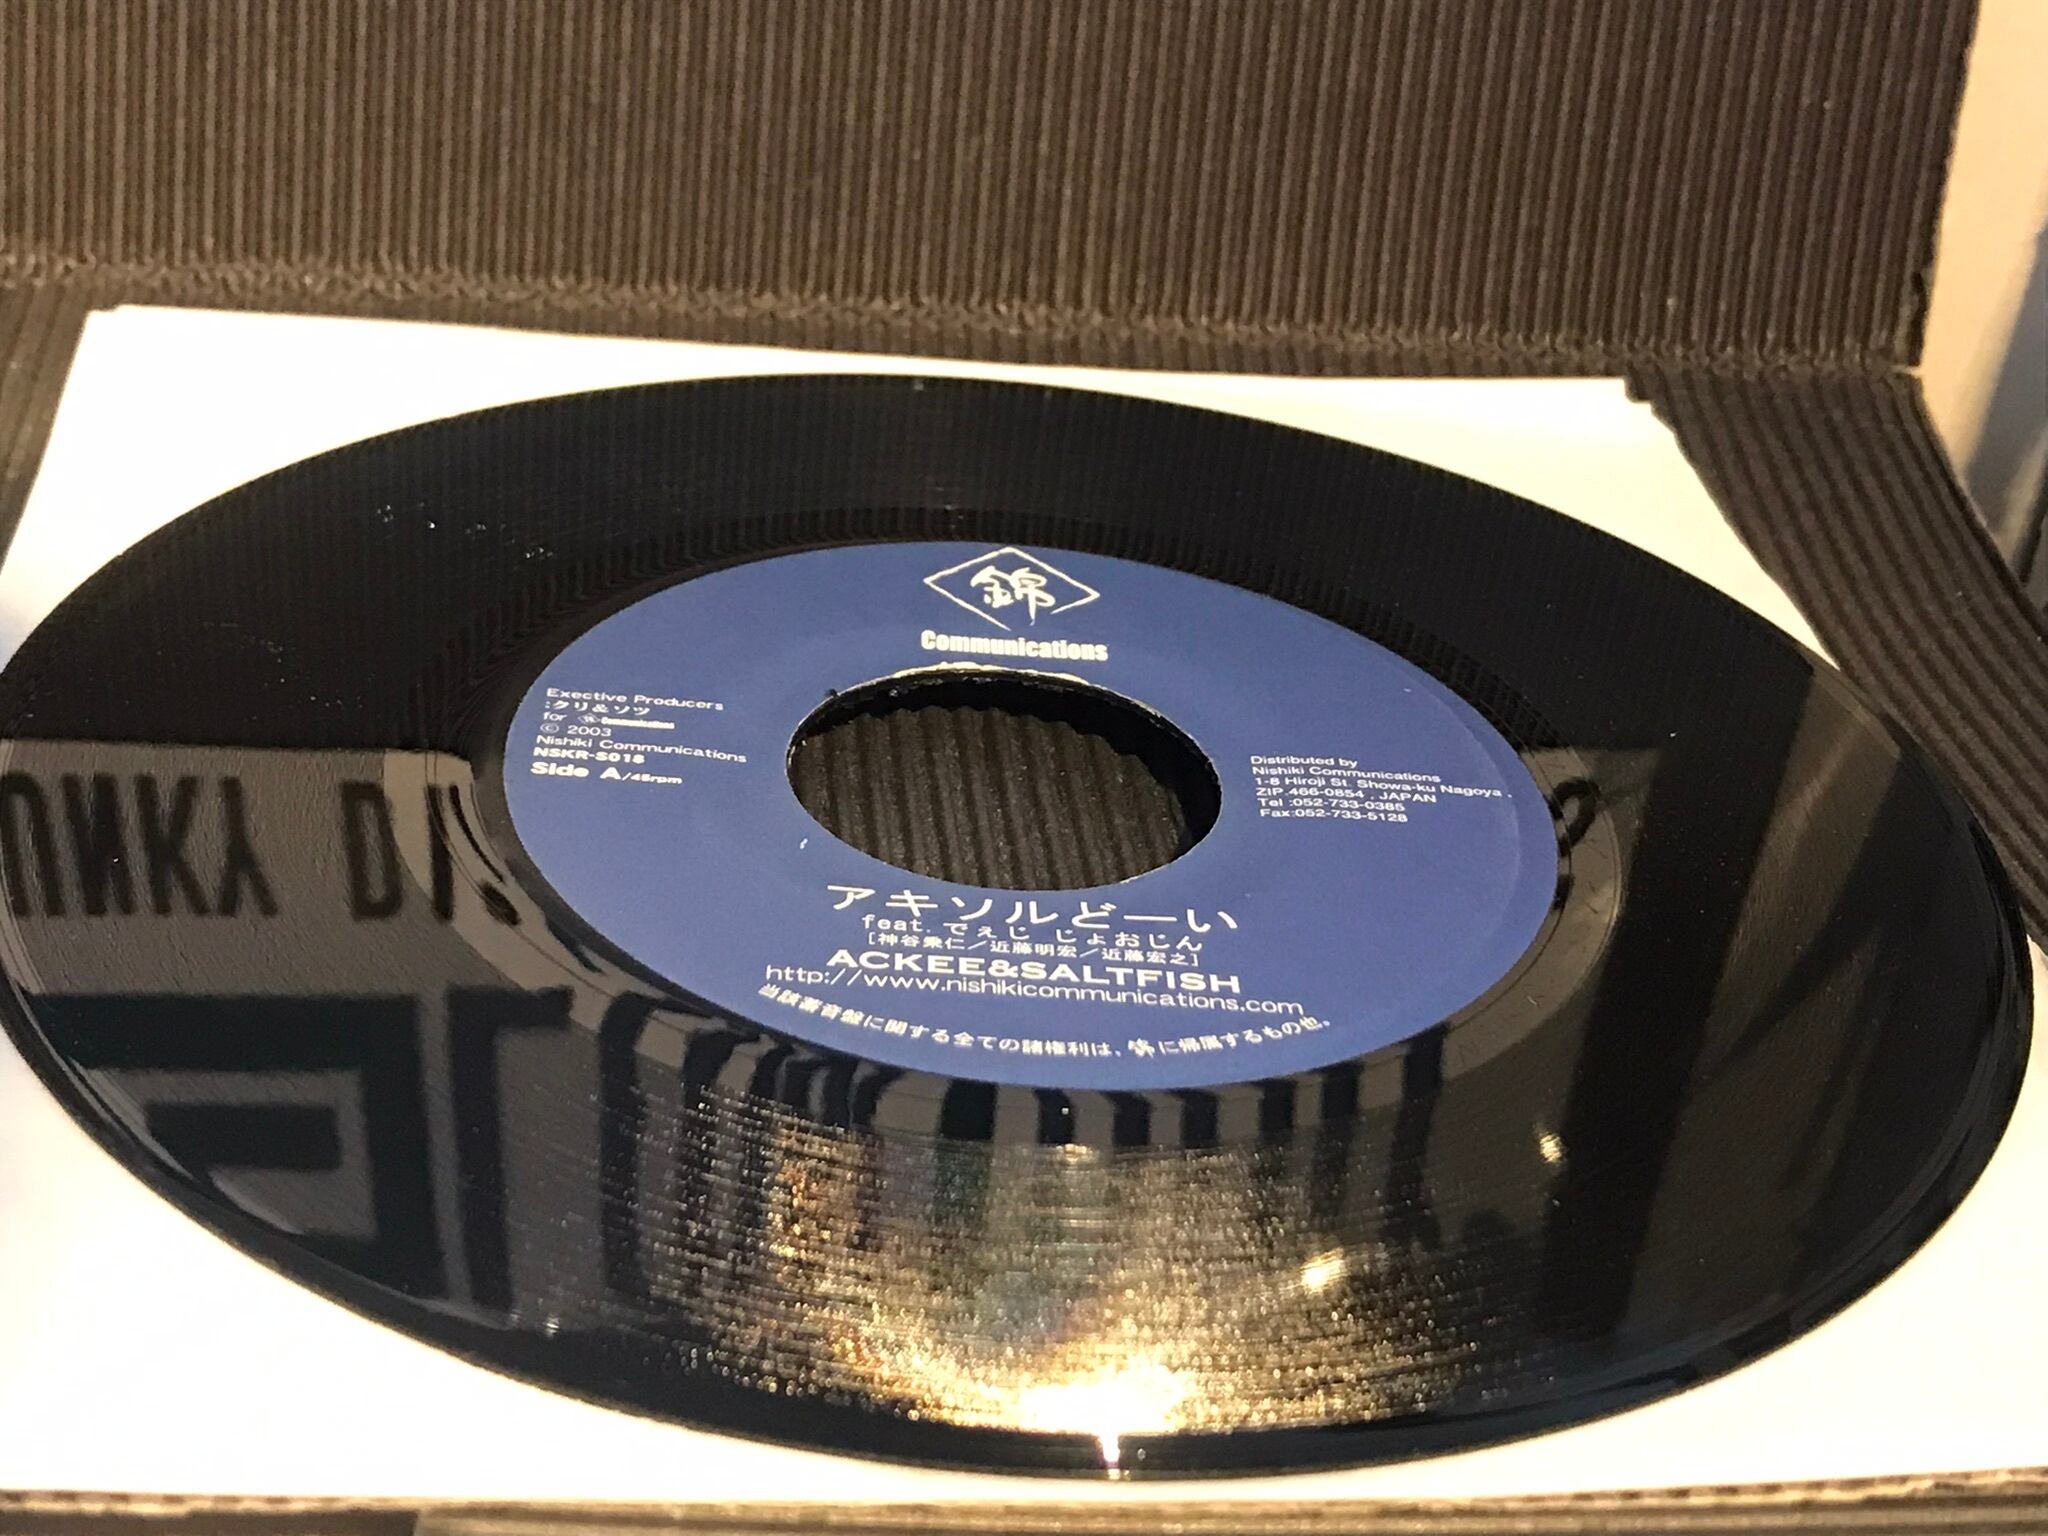 錦
Communications
Exective Producers
:クリ&ソツ
for 錦 Communications
© 2003
Nishiki Communications
NSKR-S018
Side A/45rpm
Distributed by
Nishiki Communications
1-8 Hiroji St. Showa-ku Nagoya,
ZIP.466-0854, JAPAN
Tel:052-733-0385
Fax:052-733-5128
アキソルどーい
feat.でぇじ じょおじん
[神谷乗仁/近藤明宏/近藤宏之]
ACKEE&SALTFISH
http://www.nishikicommunications.com
当該蓄音盤に関する全ての諸権利は、錦に帰属するもの也。